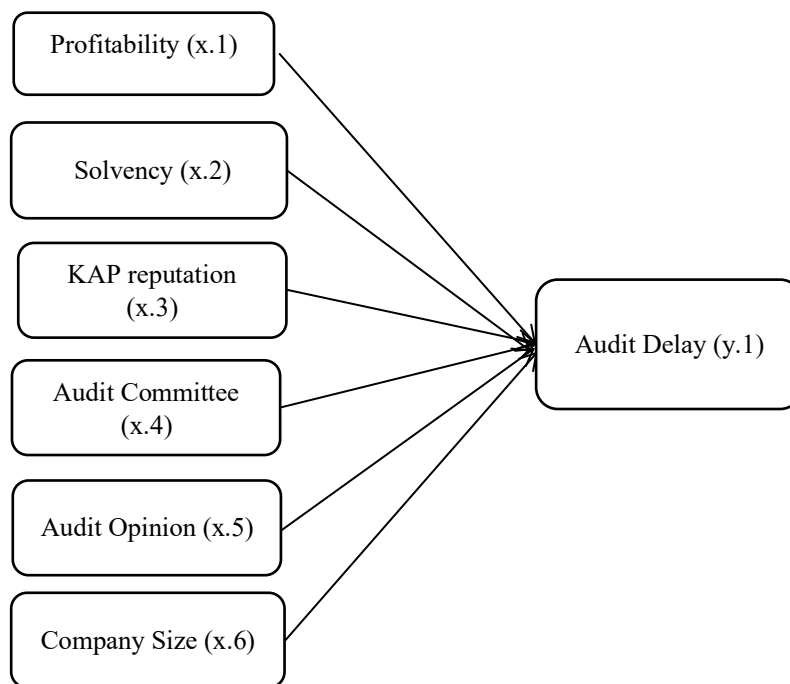 Profitability (x.1)
Solvency (x.2)
KAP reputation
(x.3)
Audit Committee
(x.4)
Audit Opinion (x.5)
Company Size (x.6)
Audit Delay (y.1)